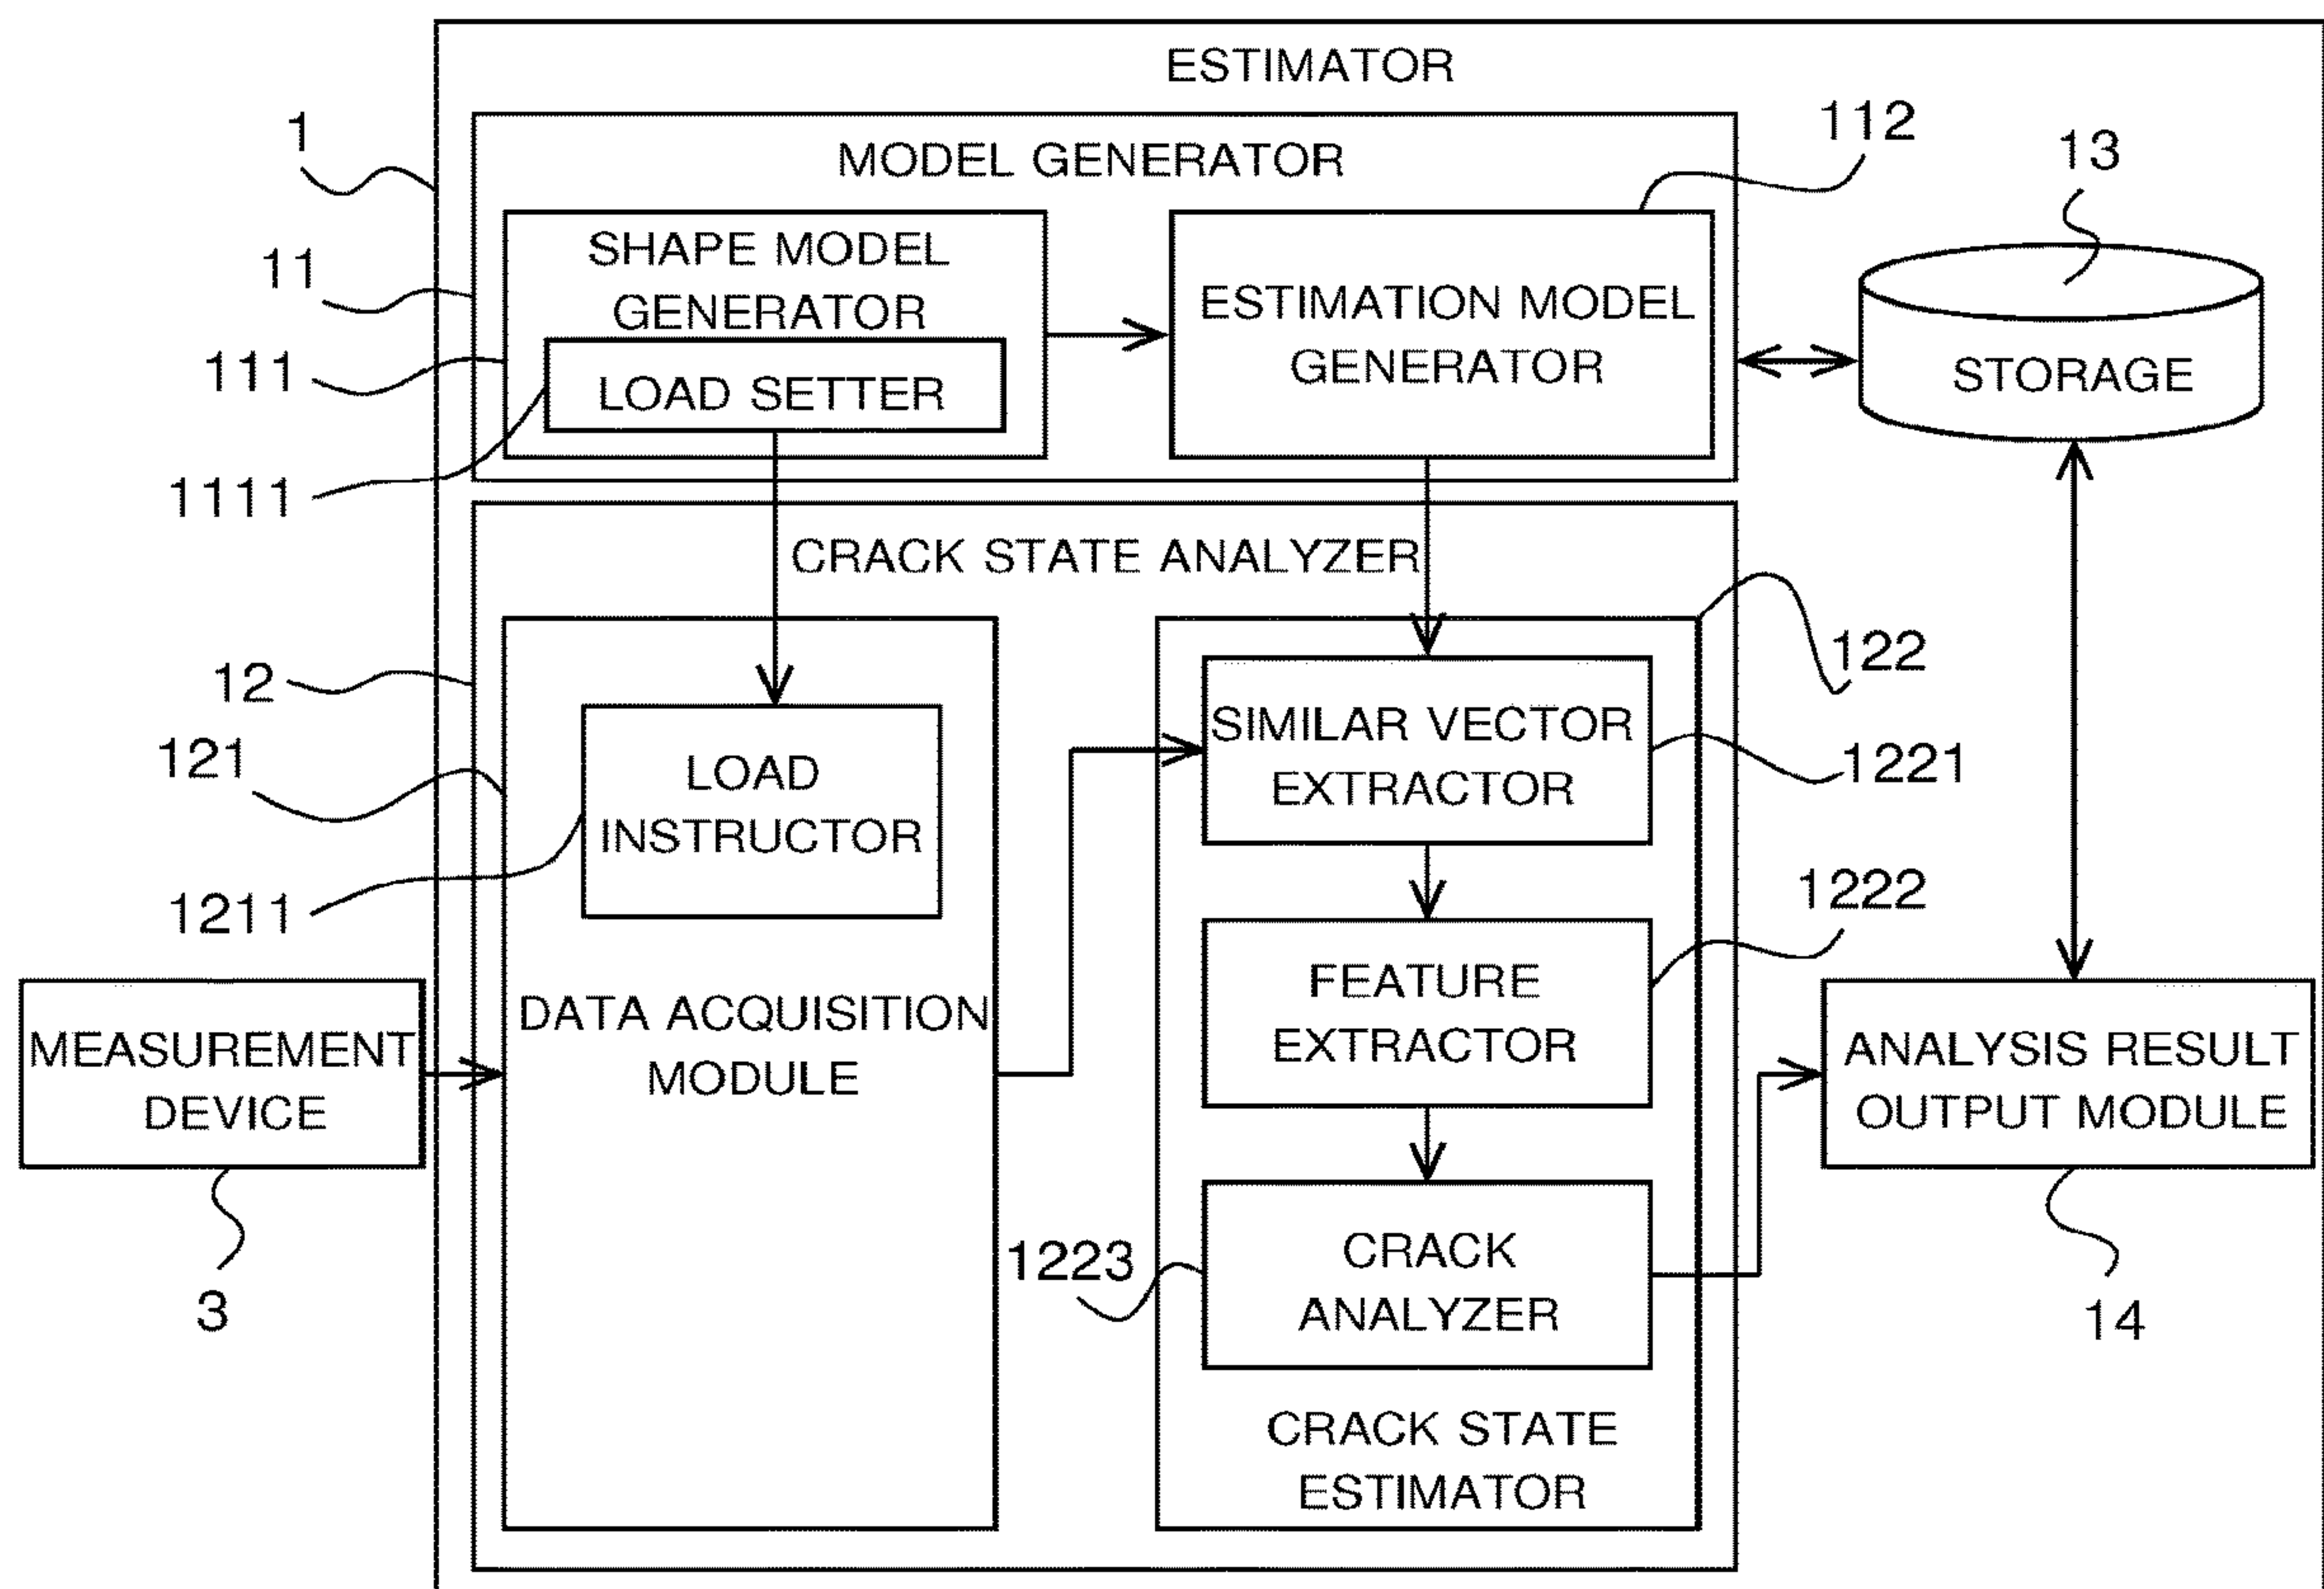 ESTIMATOR
1
MODEL GENERATOR
112
13
11
SHAPE MODEL
GENERATOR
111
LOAD SETTER
1111
ESTIMATION MODEL
GENERATOR
STORAGE
CRACK STATE ANALYZER
12
121
LOAD
INSTRUCTOR
1211
122
SIMILAR VECTOR
EXTRACTOR
1221
1222
FEATURE
EXTRACTOR
MEASUREMENT
DEVICE
3
DATA ACQUISITION
MODULE
ANALYSIS RESULT
OUTPUT MODULE
14
1223
CRACK
ANALYZER
CRACK STATE
ESTIMATOR